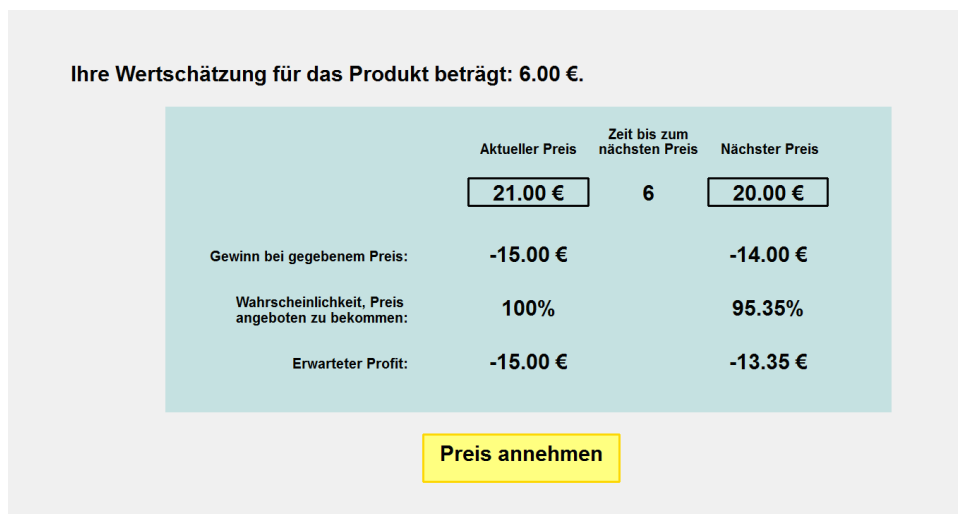 Ihre Wertschätzung für das Produkt beträgt: 6.00 €.
Zeit bis zum
Aktueller Preis nächsten Preis Nächster Preis
21.00 € 6 20.00 €
Gewinn bei gegebenem Preis: -15.00 € -14.00 €
Wahrscheinlichkeit, Preis
angeboten zu bekommen: 100% 95.35%
Erwarteter Profit: -15.00 € -13.35 €
Preis annehmen